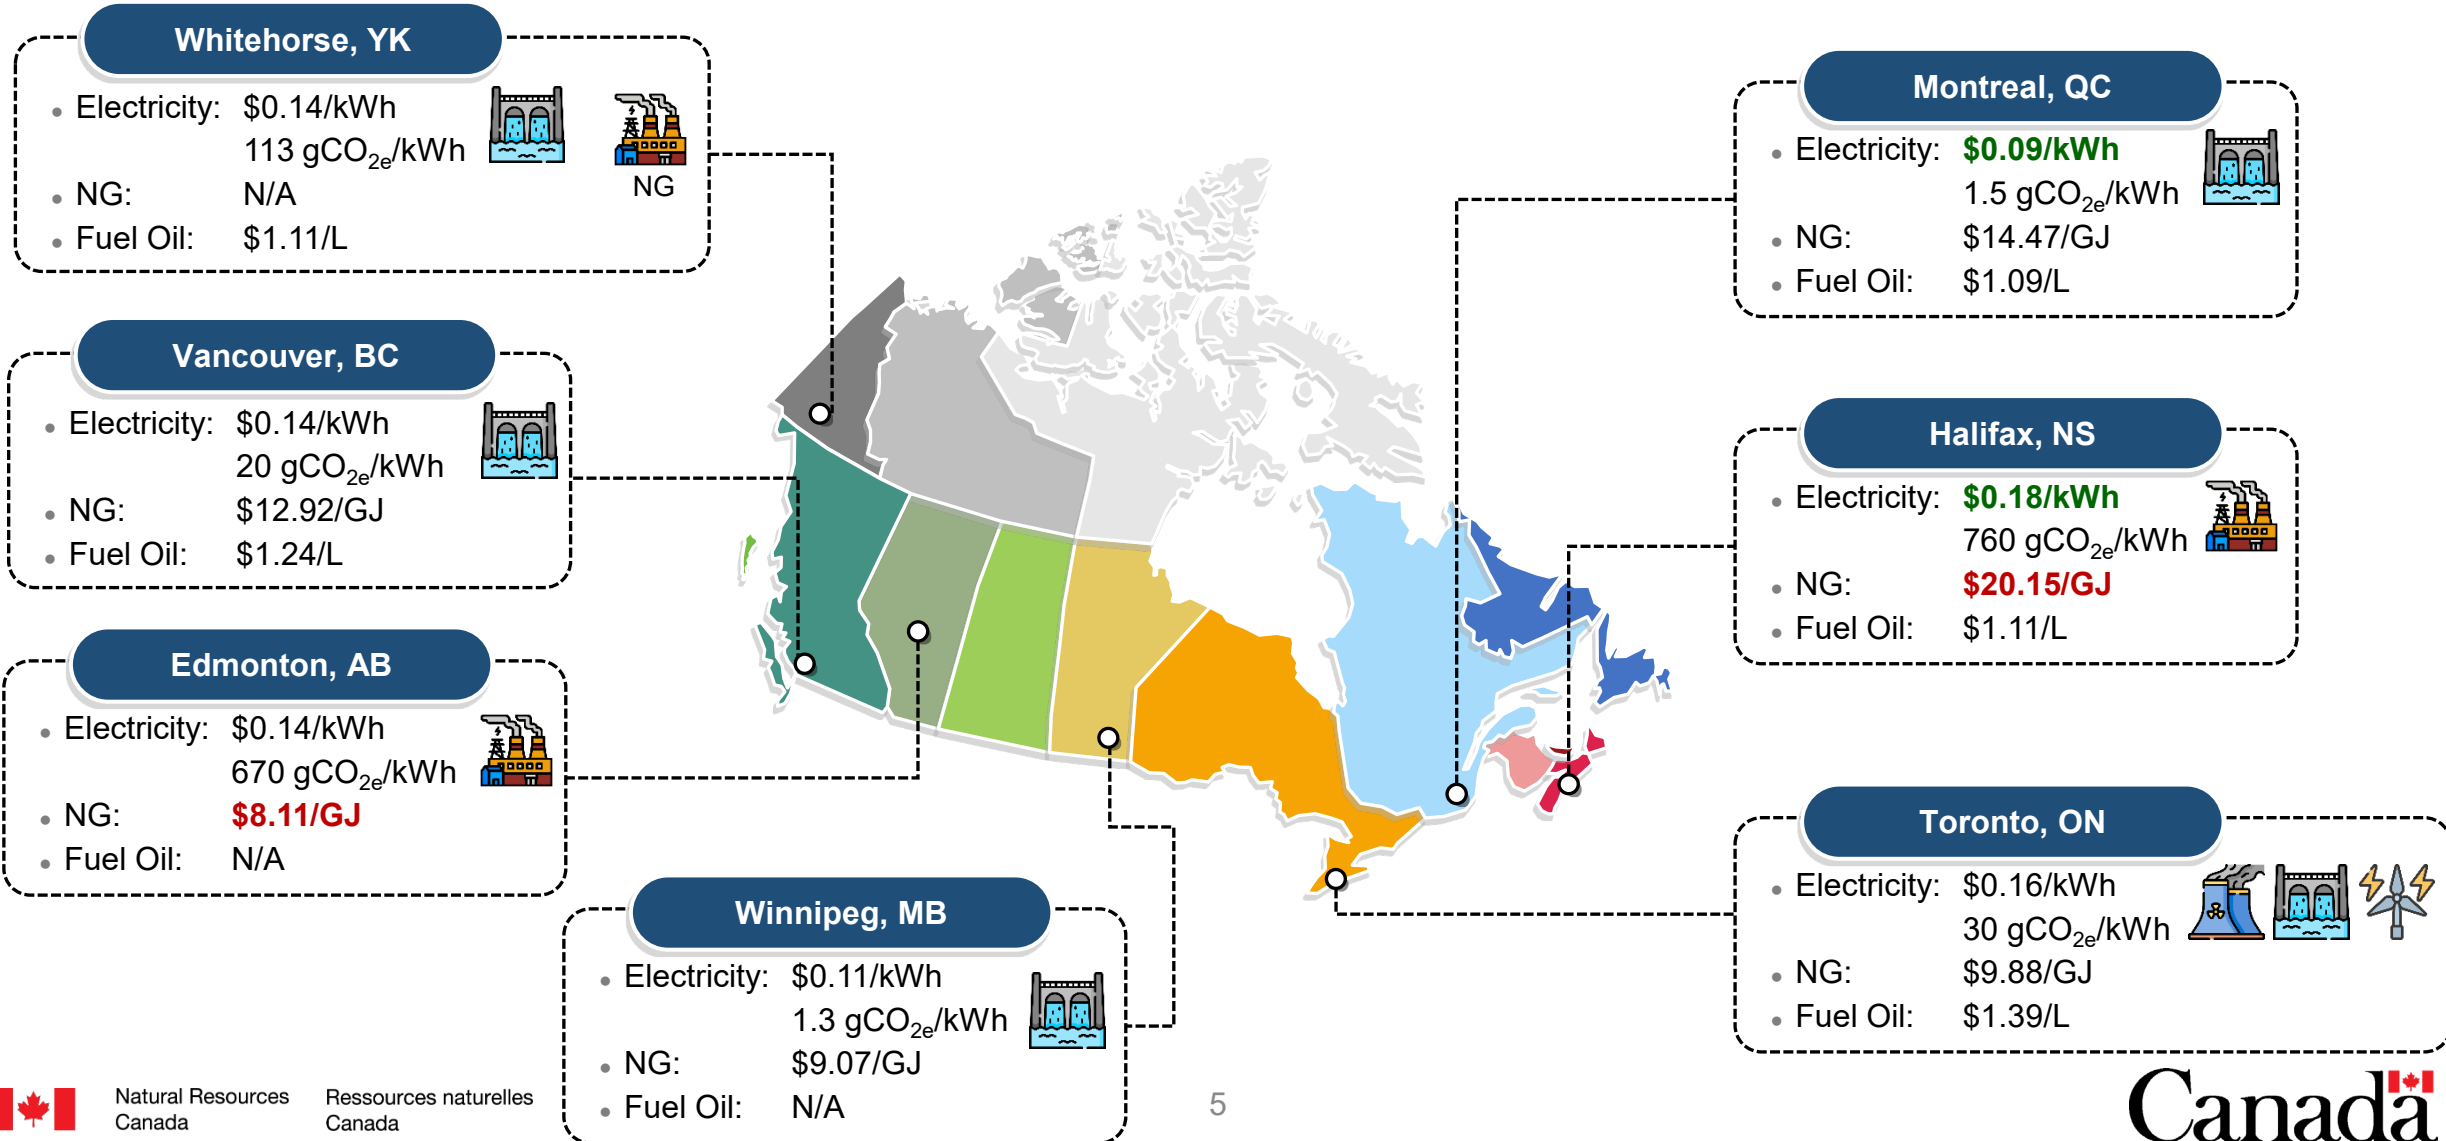 Whitehorse, YK
• Electricity: $0.14/kWh
113 gCO2e/kWh
• NG: N/A
• Fuel Oil: $1.11/L
NG
Vancouver, BC
• Electricity: $0.14/kWh
20 gCO2e/kWh
• NG: $12.92/GJ
• Fuel Oil: $1.24/L
Edmonton, AB
• Electricity: $0.14/kWh
670 gCO2e/kWh
• NG: $8.11/GJ
• Fuel Oil: N/A
Winnipeg, MB
• Electricity: $0.11/kWh
1.3 gCO2e/kWh
• NG: $9.07/GJ
• Fuel Oil: N/A
Montreal, QC
• Electricity: $0.09/kWh
1.5 gCO2e/kWh
• NG: $14.47/GJ
• Fuel Oil: $1.09/L
Halifax, NS
• Electricity: $0.18/kWh
760 gCO2e/kWh
• NG: $20.15/GJ
• Fuel Oil: $1.11/L
Toronto, ON
• Electricity: $0.16/kWh
30 gCO2e/kWh
• NG: $9.88/GJ
• Fuel Oil: $1.39/L
Natural Resources
Canada
Ressources naturelles
Canada
5
Canada